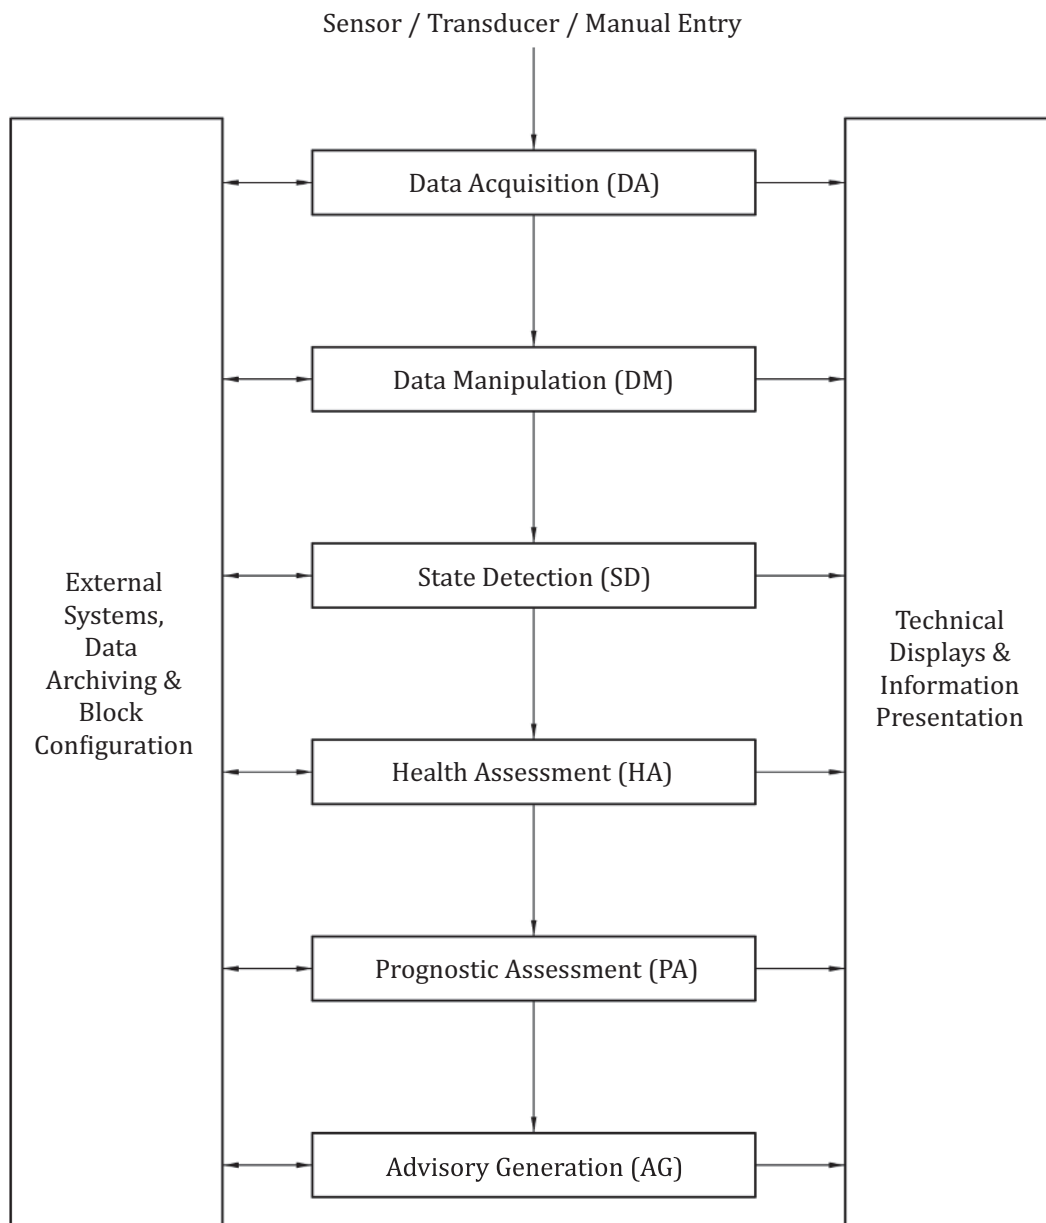 Sensor / Transducer / Manual Entry
Data Acquisition (DA)
Data Manipulation (DM)
State Detection (SD)
Health Assessment (HA)
Prognostic Assessment (PA)
Advisory Generation (AG)
External
Systems,
Data
Archiving &
Block
Configuration
Technical
Displays &
Information
Presentation